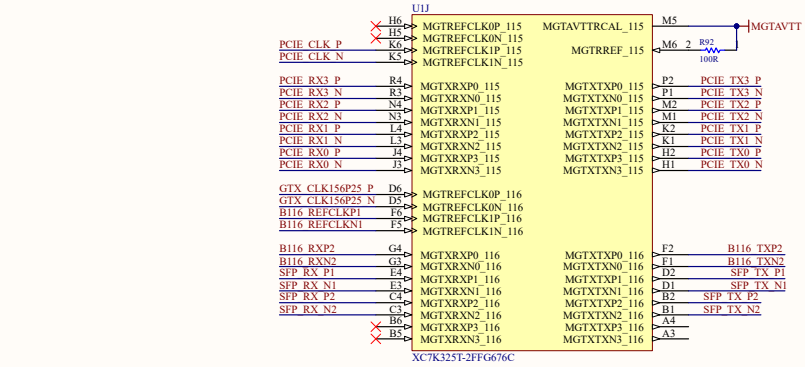 U1J
H6 MGTREFCLK0P_115 MGTAVTTRCAL_115 M5 MGTAVTT
H5 MGTREFCLK0N_115
PCIE_CLK_P K6 MGTREFCLK1P_115 MGTRREF_115 M6 2 R92 1
PCIE_CLK_N K5 MGTREFCLK1N_115 100R
PCIE_RX3_P R4 MGTXRXP0_115 MGTXTXP0_115 P2 PCIE_TX3_P
PCIE_RX3_N R3 MGTXRXN0_115 MGTXTXN0_115 P1 PCIE_TX3_N
PCIE_RX2_P N4 MGTXRXP1_115 MGTXTXP1_115 M2 PCIE_TX2_P
PCIE_RX2_N N3 MGTXRXN1_115 MGTXTXN1_115 M1 PCIE_TX2_N
PCIE_RX1_P L4 MGTXRXP2_115 MGTXTXP2_115 K2 PCIE_TX1_P
PCIE_RX1_N L3 MGTXRXN2_115 MGTXTXN2_115 K1 PCIE_TX1_N
PCIE_RX0_P J4 MGTXRXP3_115 MGTXTXP3_115 H2 PCIE_TX0_P
PCIE_RX0_N J3 MGTXRXN3_115 MGTXTXN3_115 H1 PCIE_TX0_N
GTX_CLK156P25_P D6 MGTREFCLK0P_116
GTX_CLK156P25_N D5 MGTREFCLK0N_116
B116_REFCLKP1 F6 MGTREFCLK1P_116
B116_REFCLKN1 F5 MGTREFCLK1N_116
B116_RXP2 G4 MGTXRXP0_116 MGTXTXP0_116 F2 B116_TXP2
B116_RXN2 G3 MGTXRXN0_116 MGTXTXN0_116 F1 B116_TXN2
SFP_RX_P1 E4 MGTXRXP1_116 MGTXTXP1_116 D2 SFP_TX_P1
SFP_RX_N1 E3 MGTXRXN1_116 MGTXTXN1_116 D1 SFP_TX_N1
SFP_RX_P2 C4 MGTXRXP2_116 MGTXTXP2_116 B2 SFP_TX_P2
SFP_RX_N2 C3 MGTXRXN2_116 MGTXTXN2_116 B1 SFP_TX_N2
B6 MGTXRXP3_116 MGTXTXP3_116 A4
B5 MGTXRXN3_116 MGTXTXN3_116 A3
XC7K325T-2FFG676C